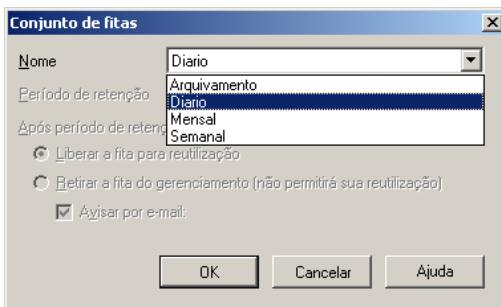 Conjunto de fitas
Nome
Diario
Arquivamento
Diario
Mensal
Semanal
Período de retenção
Após período de reten
Liberar a fita para reutilização
Retirar a fita do gerenciamento (não permitirá sua reutilização)
Avisar por e-mail:
OK
Cancelar
Ajuda